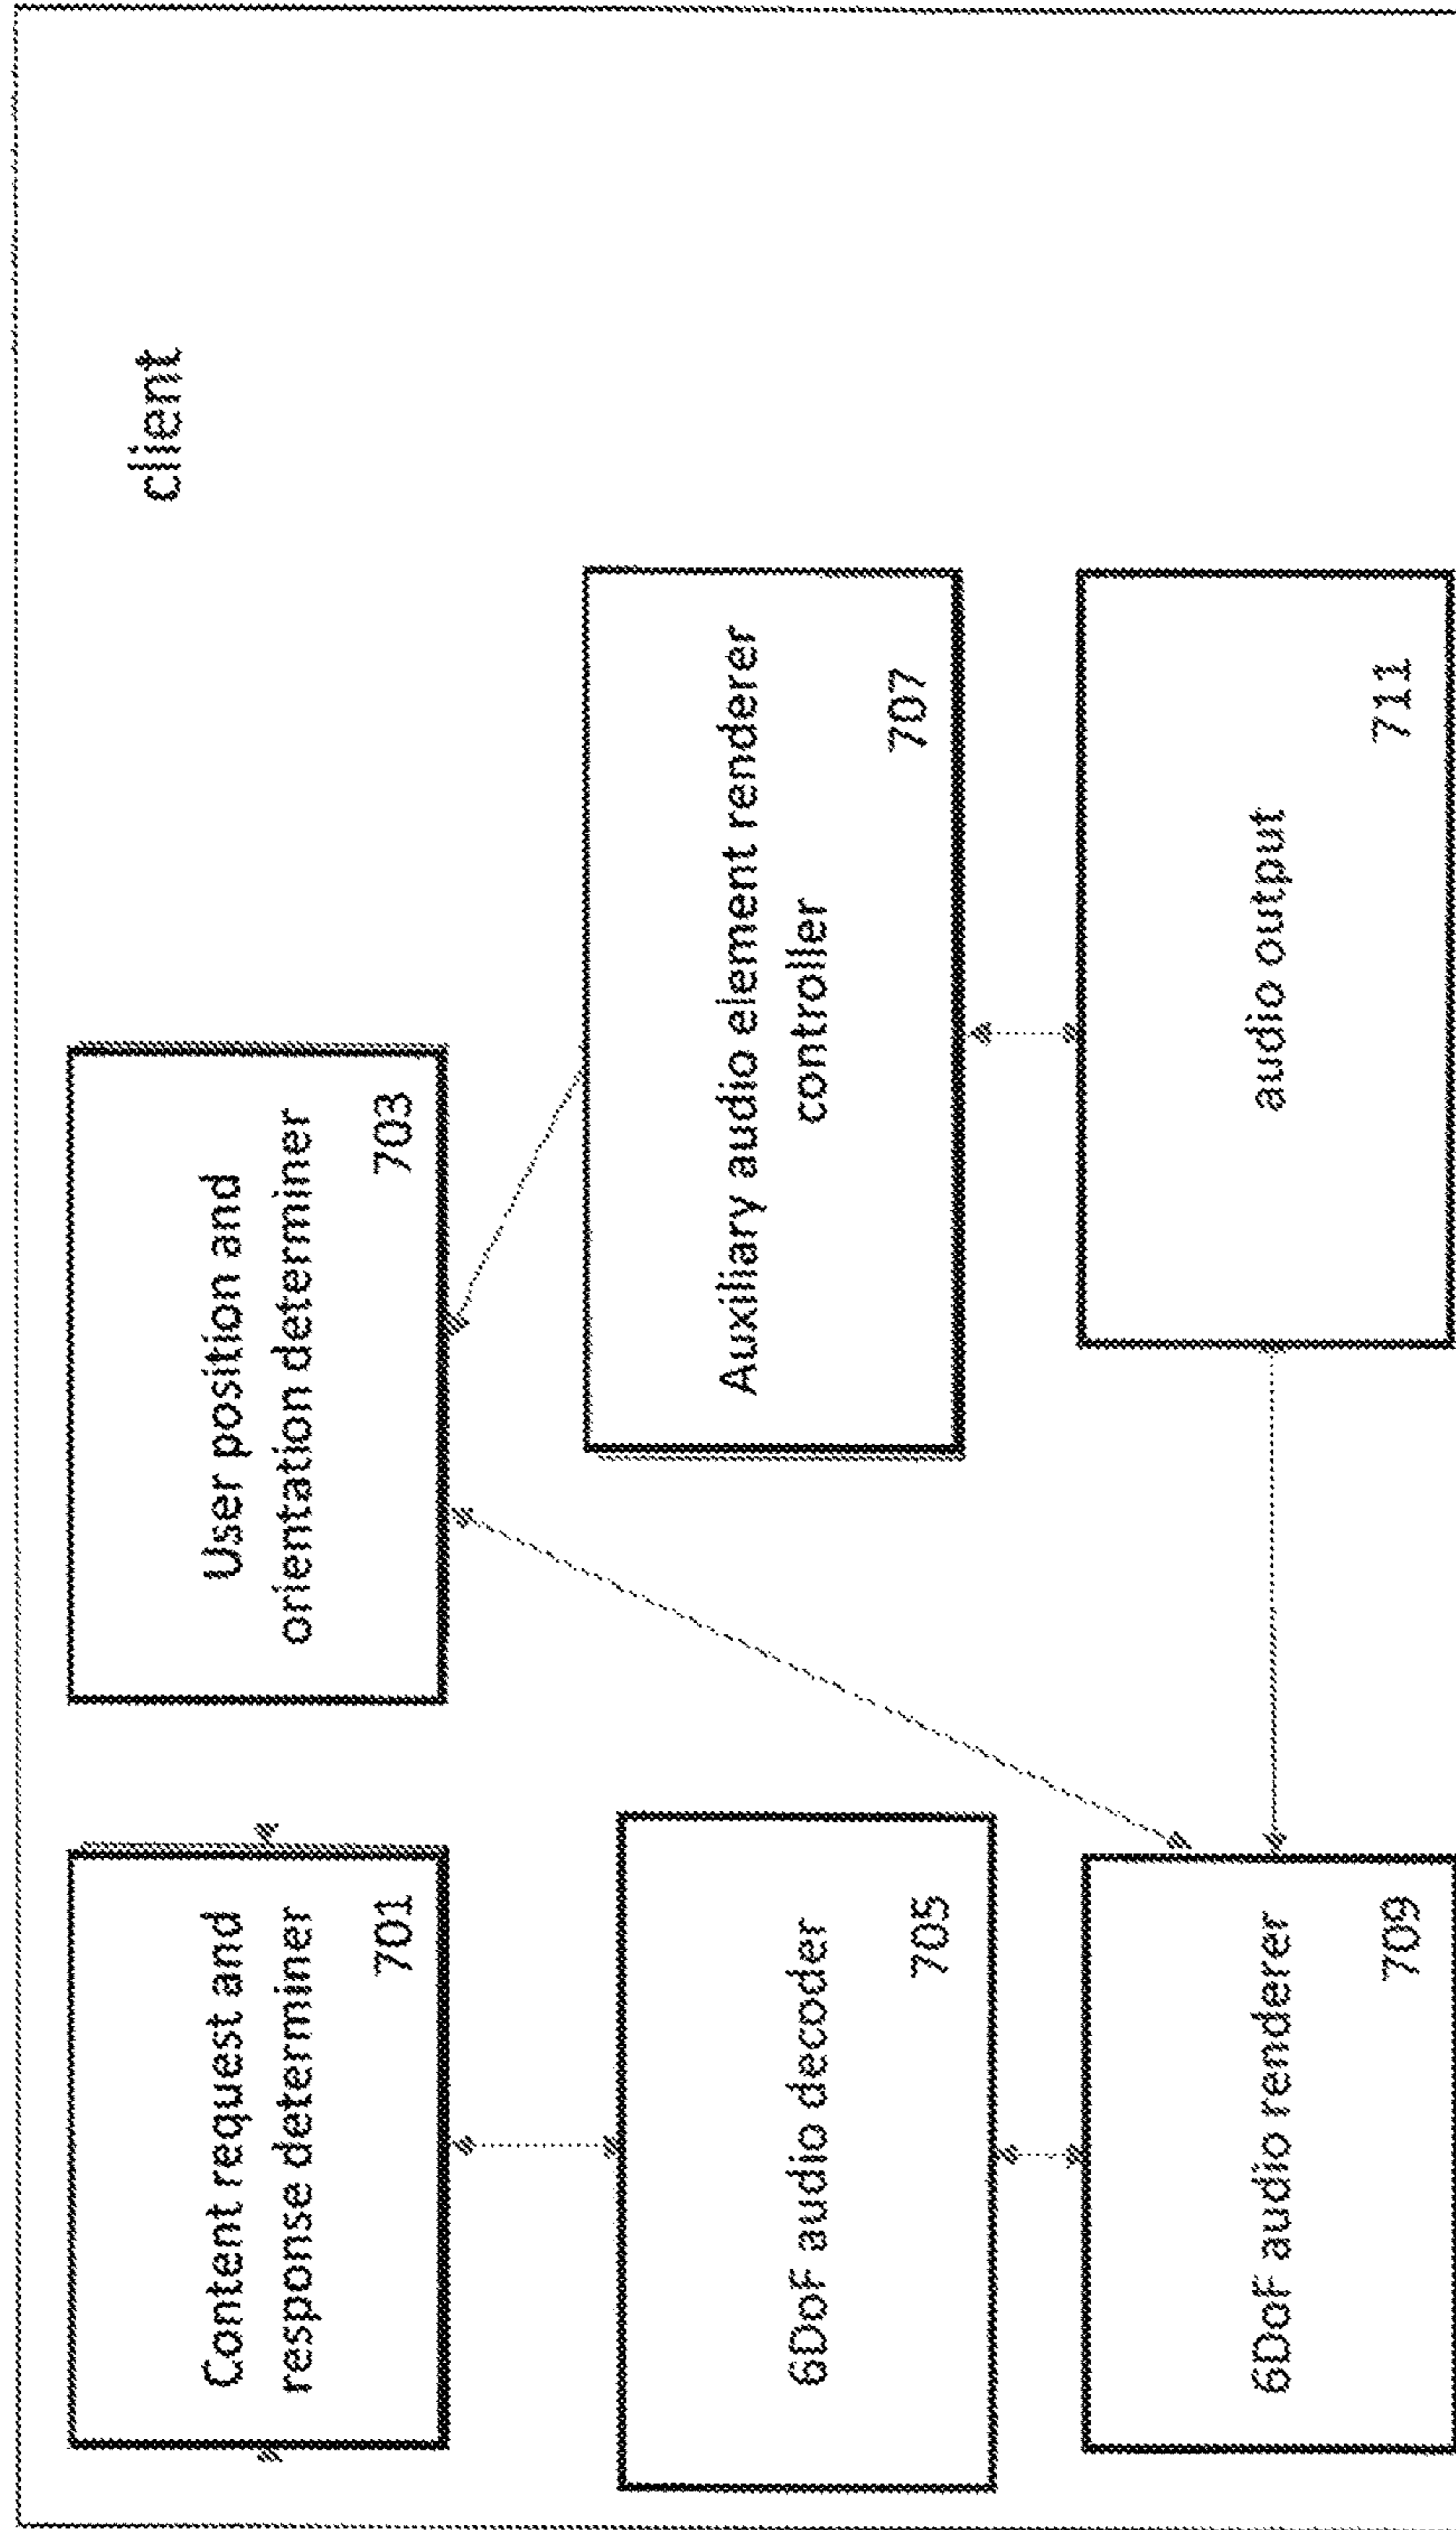 client
Content request and
response determiner
701
User position and
orientation determiner
703
6DoF audio decoder
705
Auxiliary audio element renderer
controller
707
6DoF audio renderer
709
audio output
711